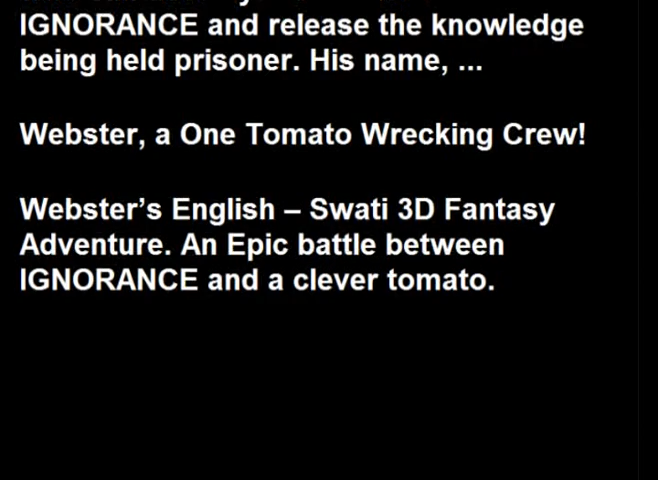 IGNORANCE and release the knowledge
being held prisoner. His name, ...
Webster, a One Tomato Wrecking Crew!
Webster’s English – Swati 3D Fantasy
Adventure. An Epic battle between
IGNORANCE and a clever tomato.